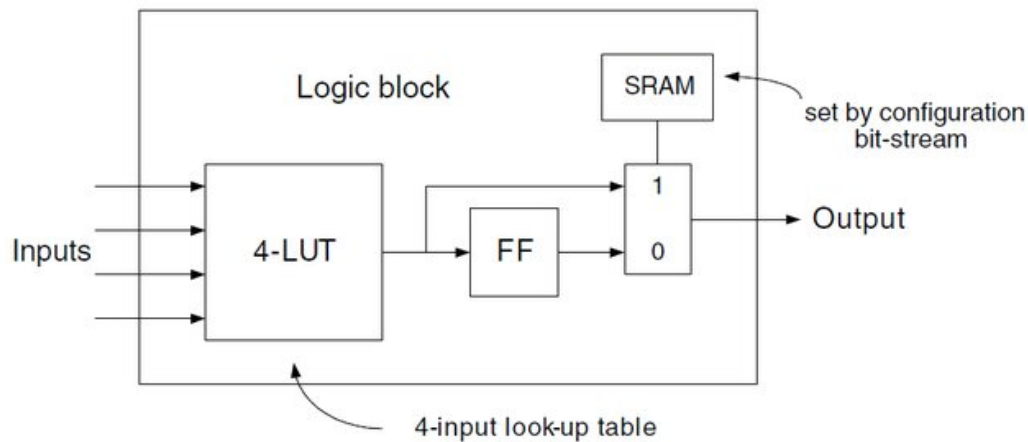 Logic block
SRAM
set by configuration
bit-stream
1
Inputs
4-LUT
FF
0
Output
4-input look-up table